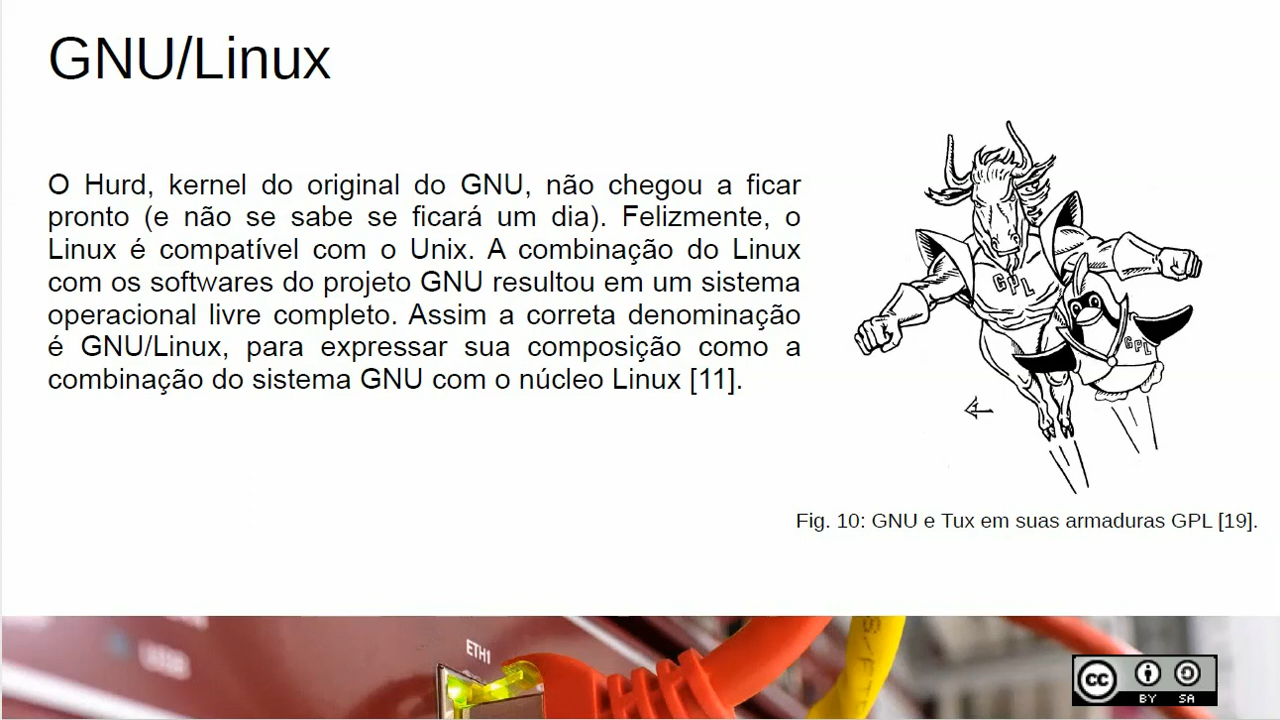 GNU/Linux
O Hurd, kernel do original do GNU, não chegou a ficar
pronto (e não se sabe se ficará um dia). Felizmente, o
Linux é compatível com o Unix. A combinação do Linux
com os softwares do projeto GNU resultou em um sistema
operacional livre completo. Assim a correta denominação
é GNU/Linux, para expressar sua composição como a
combinação do sistema GNU com o núcleo Linux [11].
GPL
GPL
Fig. 10: GNU e Tux em suas armaduras GPL [19].
ETH1
cc
BY SA